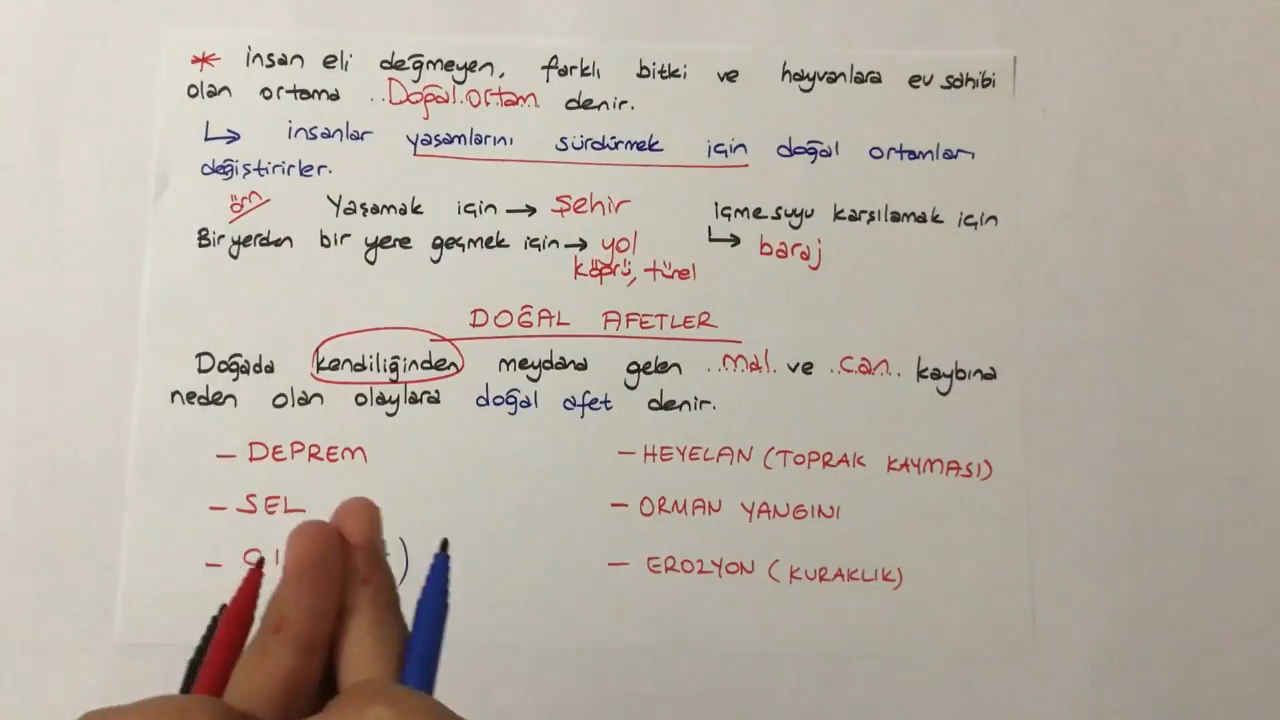 * insan eli değmeyen, farklı bitki ve hayvanlara ev sahibi
olan ortama ..Doğal.ortam denir.
↳ insanlar yaşamlarını sürdürmek için doğal ortamları
değiştirirler.
örn Yaşamak için → Şehir
Bir yerden bir yere geçmek için → yol
köprü, tünel
içme suyu karşılamak için
↳ baraj
DOĞAL AFETLER
Doğada kendiliğinden meydana gelen ..mal. ve .can.. kaybına
neden olan olaylara doğal afet denir.
- DEPREM
- SEL
- HEYELAN (TOPRAK KAYMASI)
- ORMAN YANGINI
- EROZYON (KURAKLIK)